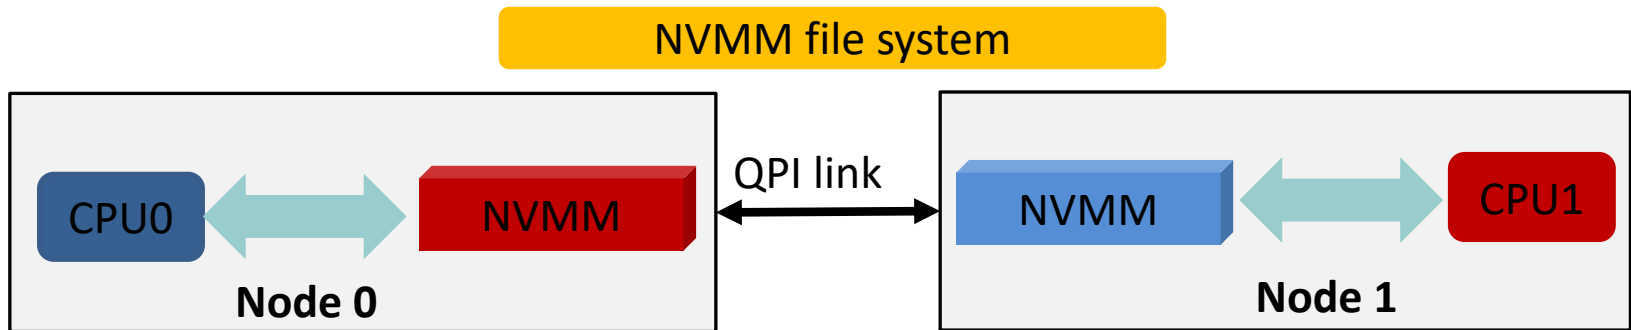 NVMM file system
CPU0
NVMM
Node 0
QPI link
NVMM
CPU1
Node 1